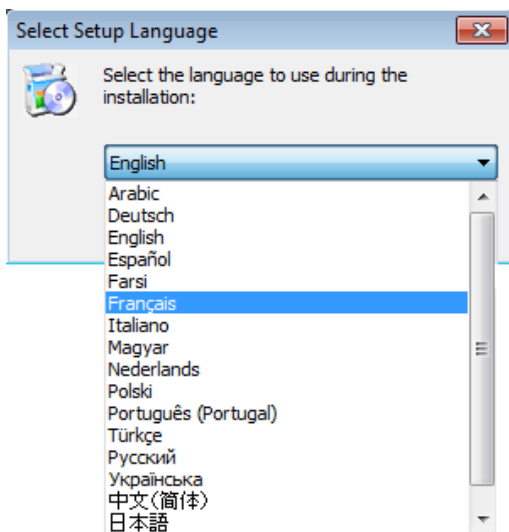 Select Setup Language
Select the language to use during the
installation:
English
Arabic
Deutsch
English
Español
Farsi
Français
Italiano
Magyar
Nederlands
Polski
Português (Portugal)
Türkçe
Русский
Українська
中文(简体)
日本語